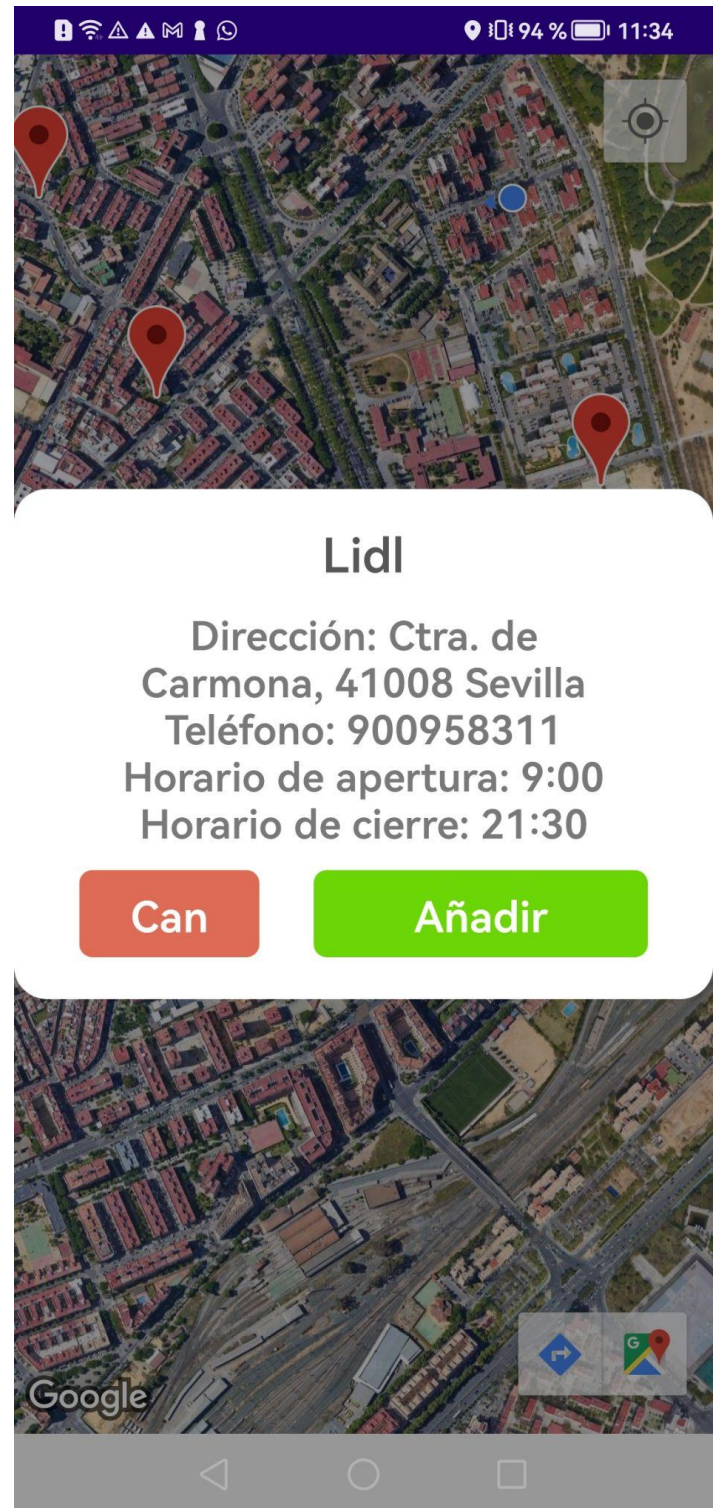 94 % 11:34
Lidl
Dirección: Ctra. de
Carmona, 41008 Sevilla
Teléfono: 900958311
Horario de apertura: 9:00
Horario de cierre: 21:30
Can Añadir
G
Google